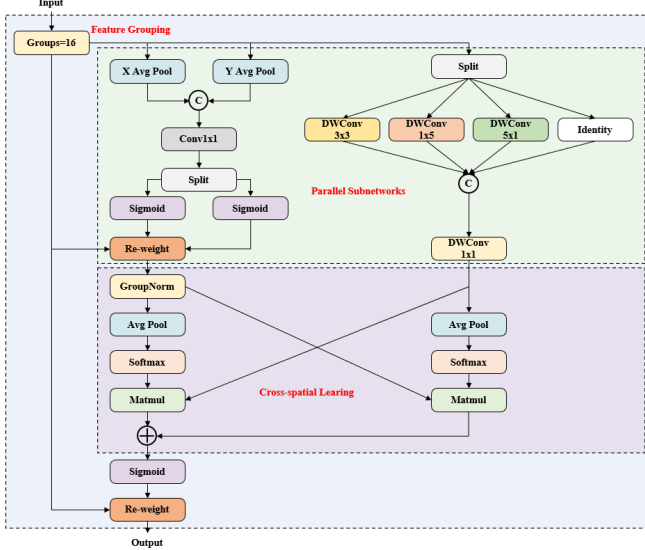 Input
Feature Grouping
Groups=16
X Avg Pool
Y Avg Pool
Split
C
DWConv
3x3
DWConv
1x5
DWConv
5x1
Identity
Conv1x1
Split
C
Parallel Subnetworks
Sigmoid
Sigmoid
Re-weight
DWConv
1x1
GroupNorm
Avg Pool
Avg Pool
Softmax
Softmax
Cross-spatial Learing
Matmul
Matmul
Sigmoid
Re-weight
Output